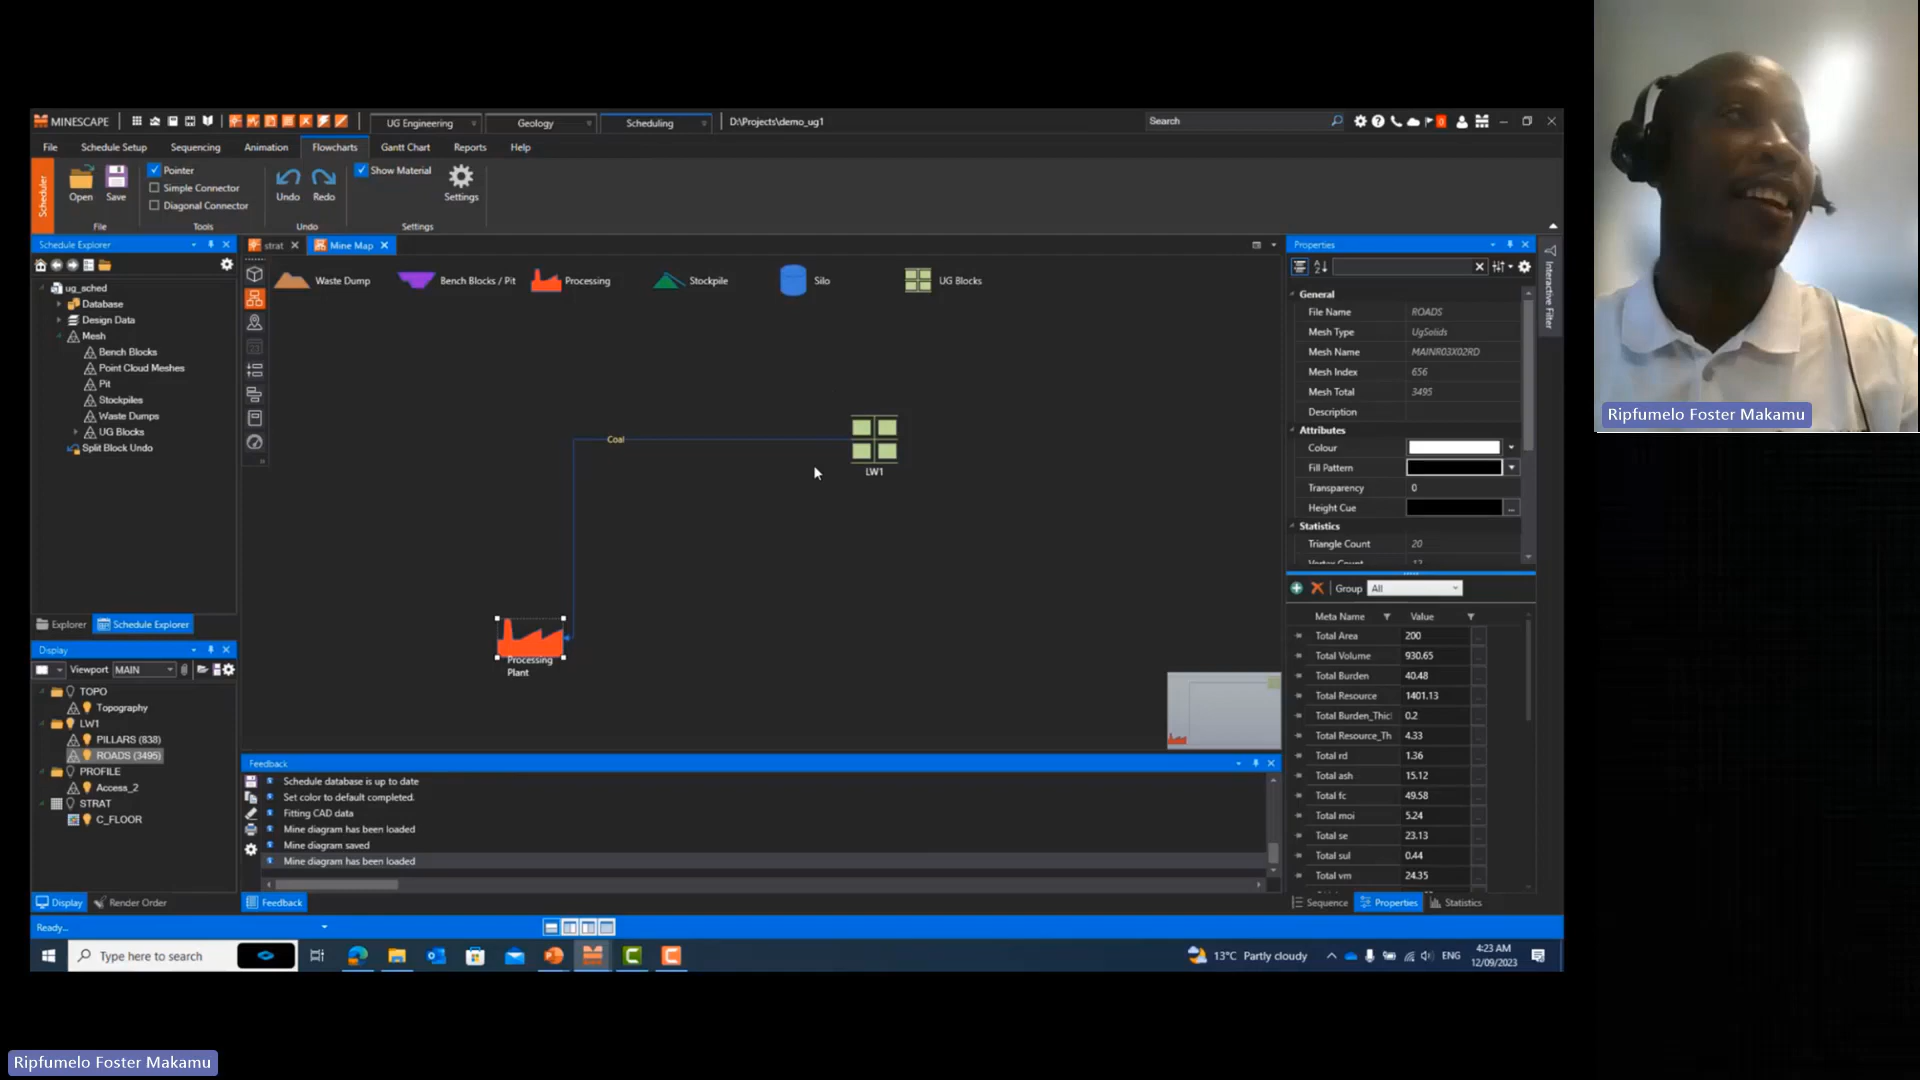 MINESCAPE
UG Engineering
Geology
Scheduling
D:\Projects\demo_ug1
Search
File
Schedule Setup
Sequencing
Animation
Flowcharts
Gantt Chart
Reports
Help
Scheduler
Open
Save
File
Pointer
Simple Connector
Diagonal Connector
Tools
Undo
Redo
Undo
Show Material
Settings
Settings
Schedule Explorer
ug_sched
Database
Design Data
Mesh
Bench Blocks
Point Cloud Meshes
Pit
Stockpiles
Waste Dumps
UG Blocks
Split Block Undo
Explorer
Schedule Explorer
Display
Viewport MAIN
TOPO
Topography
LW1
PILLARS (838)
ROADS (3495)
PROFILE
Access_2
STRAT
C_FLOOR
Display
Render Order
strat
Mine Map
Waste Dump
Bench Blocks / Pit
Processing
Stockpile
Silo
UG Blocks
Coal
LW1
Processing
Plant
Feedback
Schedule database is up to date
Set color to default completed.
Fitting CAD data
Mine diagram has been loaded
Mine diagram saved
Mine diagram has been loaded
Feedback
Properties
General
File Name ROADS
Mesh Type UgSolids
Mesh Name MAINR03X02RD
Mesh Index 656
Mesh Total 3495
Description
Attributes
Colour
Fill Pattern
Transparency 0
Height Cue
Statistics
Triangle Count 20
Vertex Count 12
Group All
Meta Name Value
Total Area 200
Total Volume 930.65
Total Burden 40.48
Total Resource 1401.13
Total Burden_Thic 0.2
Total Resource_Th 4.33
Total rd 1.36
Total ash 15.12
Total fc 49.58
Total moi 5.24
Total se 23.13
Total sul 0.44
Total vm 24.35
Sequence
Properties
Statistics
Interactive Filter
Ready...
Type here to search
13°C Partly cloudy
ENG
4:23 AM
12/09/2023
Ripfumelo Foster Makamu
Ripfumelo Foster Makamu